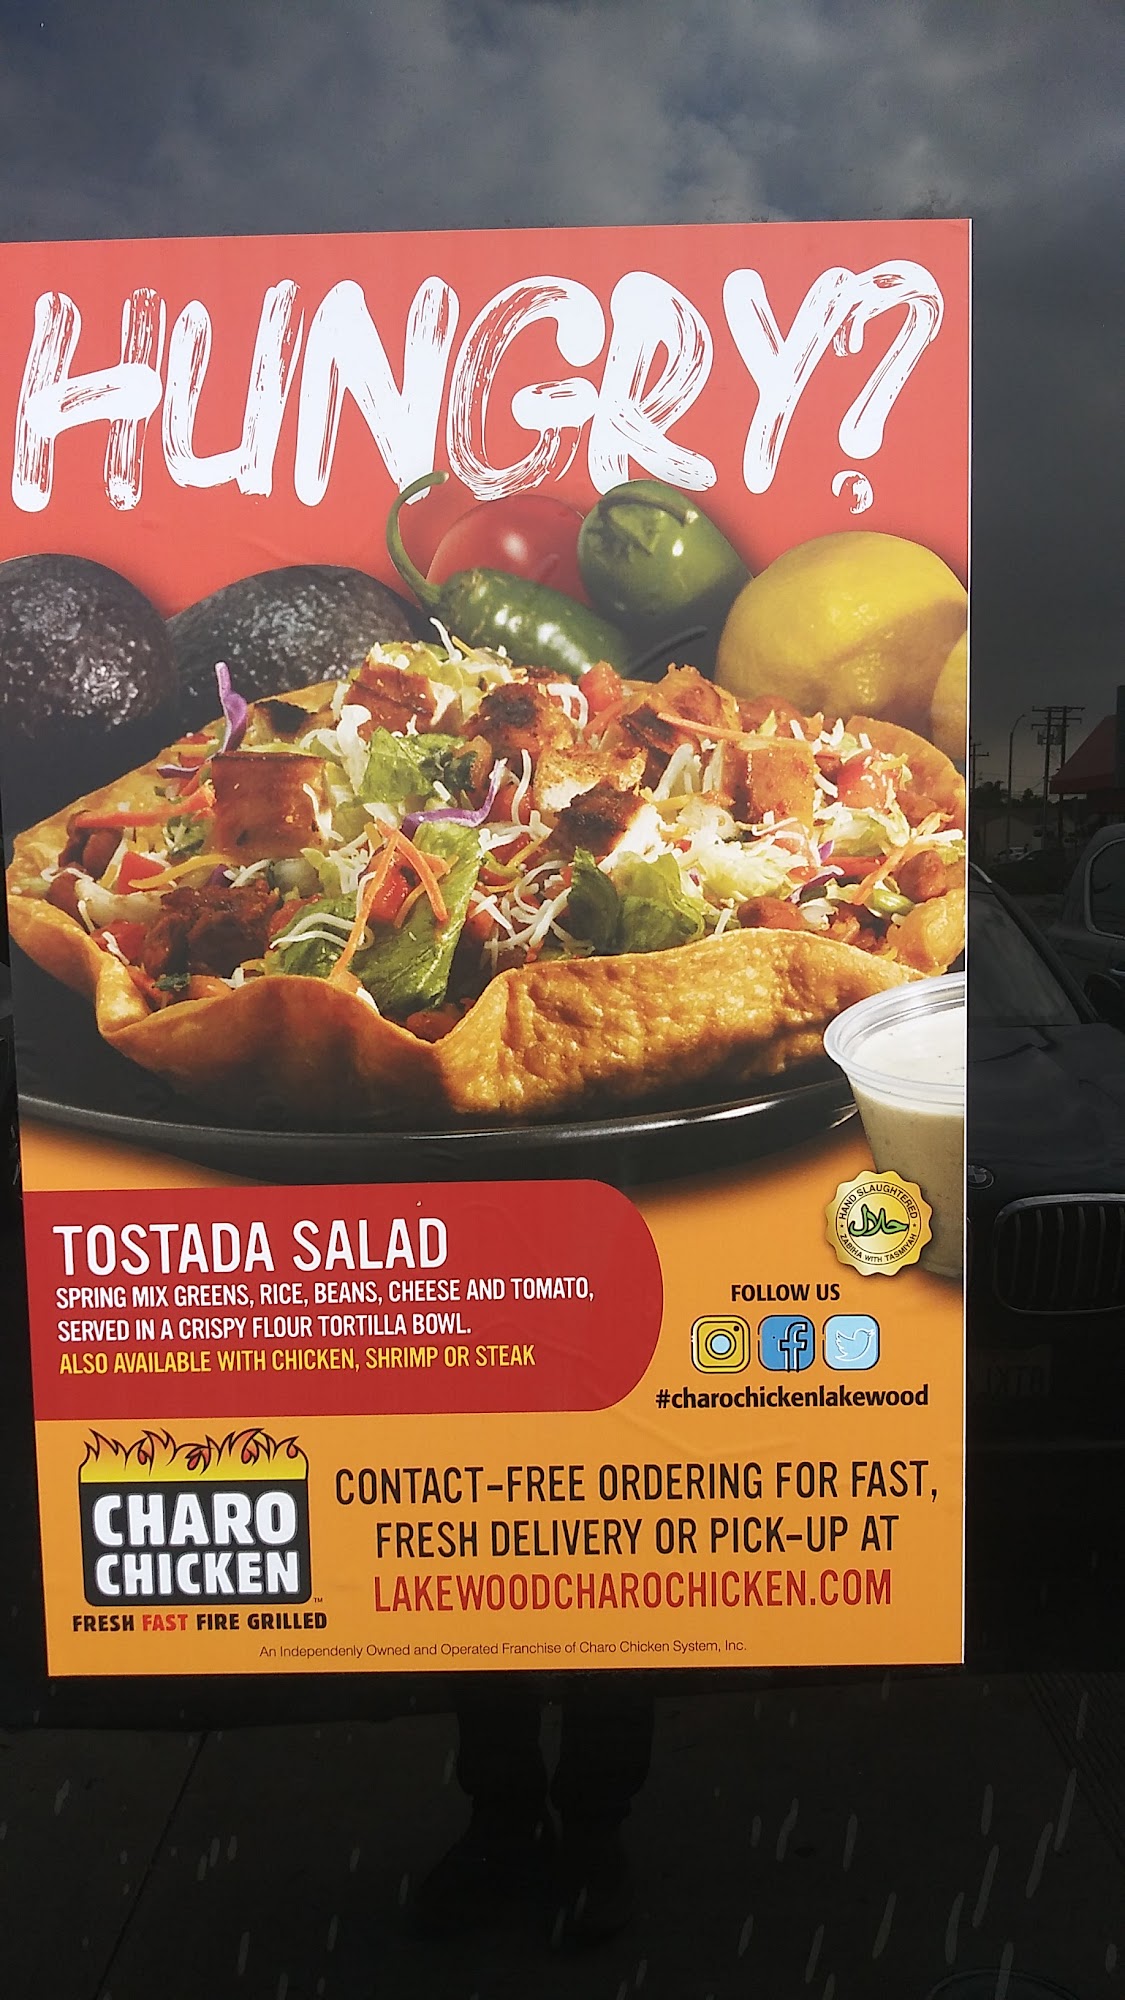 HUNGRY?
TOSTADA SALAD
SPRING MIX GREENS, RICE, BEANS, CHEESE AND TOMATO,
SERVED IN A CRISPY FLOUR TORTILLA BOWL.
ALSO AVAILABLE WITH CHICKEN, SHRIMP OR STEAK
HAND SLAUGHTERED
حلال
ZABIHA WITH TASMIYAH
FOLLOW US
#charochickenlakewood
CHARO
CHICKEN
TM
FRESH FAST FIRE GRILLED
CONTACT-FREE ORDERING FOR FAST,
FRESH DELIVERY OR PICK-UP AT
LAKEWOODCHAROCHICKEN.COM
An Independenly Owned and Operated Franchise of Charo Chicken System, Inc.